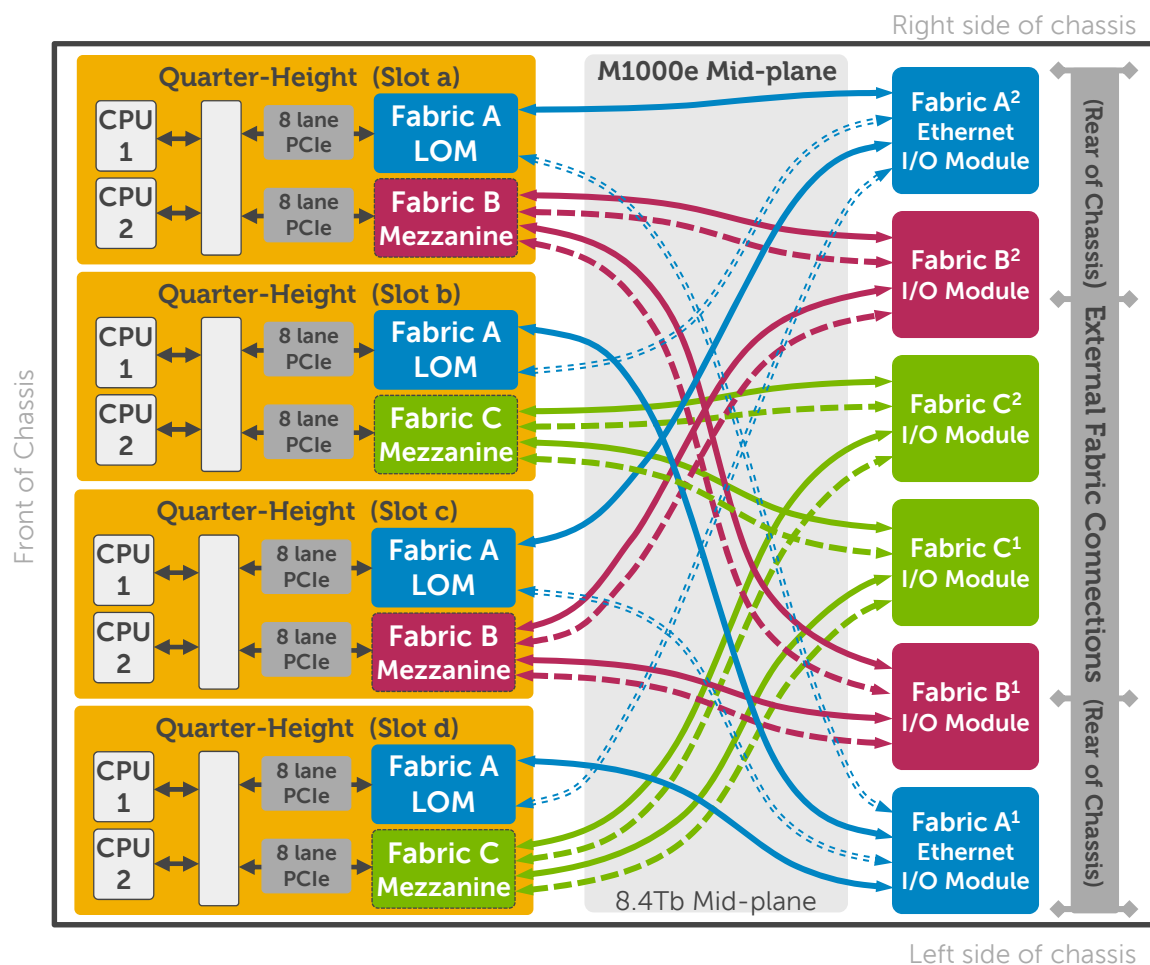 Right side of chassis
Front of Chassis
Quarter-Height (Slot a)
CPU
1
CPU
2
8 lane
PCIe
8 lane
PCIe
Fabric A
LOM
Fabric B
Mezzanine
Quarter-Height (Slot b)
CPU
1
CPU
2
8 lane
PCIe
8 lane
PCIe
Fabric A
LOM
Fabric C
Mezzanine
Quarter-Height (Slot c)
CPU
1
CPU
2
8 lane
PCIe
8 lane
PCIe
Fabric A
LOM
Fabric B
Mezzanine
Quarter-Height (Slot d)
CPU
1
CPU
2
8 lane
PCIe
8 lane
PCIe
Fabric A
LOM
Fabric C
Mezzanine
M1000e Mid-plane
8.4Tb Mid-plane
Fabric A²
Ethernet
I/O Module
Fabric B²
I/O Module
Fabric C²
I/O Module
Fabric C¹
I/O Module
Fabric B¹
I/O Module
Fabric A¹
Ethernet
I/O Module
(Rear of Chassis)
External Fabric Connections
(Rear of Chassis)
Left side of chassis